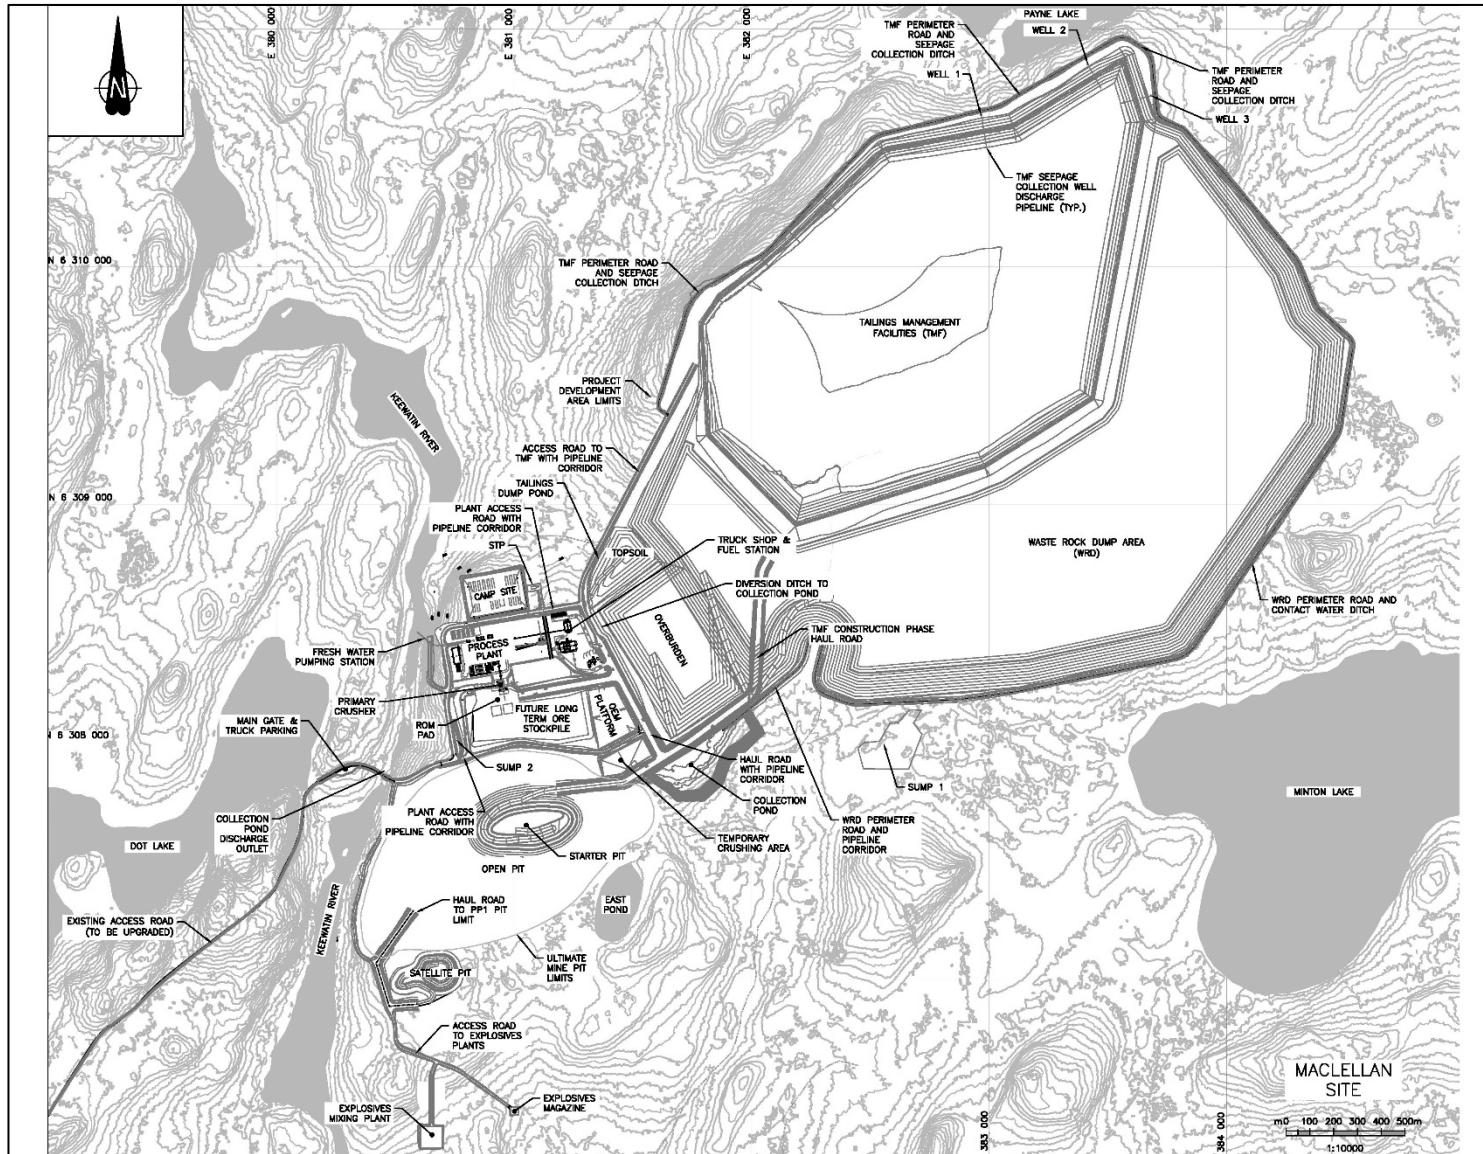 N
E 380 000
E 381 000
E 382 000
PAYNE LAKE
WELL 2
TMF PERIMETER
ROAD AND
SEEPAGE
COLLECTION DITCH
WELL 1
TMF PERIMETER
ROAD AND
SEEPAGE
COLLECTION DITCH
WELL 3
TMF SEEPAGE
COLLECTION WELL
DISCHARGE
PIPELINE (TYP.)
N 6 310 000
TMF PERIMETER ROAD
AND SEEPAGE
COLLECTION DTICH
TAILINGS MANAGEMENT
FACILITIES (TMF)
PROJECT
DEVELOPMENT
AREA LIMITS
KEEWATIN RIVER
ACCESS ROAD TO
TMF WITH PIPELINE
CORRIDOR
N 6 309 000
TAILINGS
DUMP POND
PLANT ACCESS
ROAD WITH
PIPELINE CORRIDOR
STP
TOPSOIL
TRUCK SHOP &
FUEL STATION
WASTE ROCK DUMP AREA
(WRD)
CAMP SITE
DIVERSION DITCH TO
COLLECTION POND
WRD PERIMETER ROAD AND
CONTACT WATER DITCH
OVERBURDEN
TMF CONSTRUCTION PHASE
HAUL ROAD
FRESH WATER
PUMPING STATION
PROCESS
PLANT
PRIMARY
CRUSHER
ROM
PAD
FUTURE LONG
TERM ORE
STOCKPILE
OEM
PLATFORM
MAIN GATE &
TRUCK PARKING
N 6 308 000
SUMP 2
HAUL ROAD
WITH PIPELINE
CORRIDOR
SUMP 1
MINTON LAKE
COLLECTION
POND
COLLECTION
POND
DISCHARGE
OUTLET
PLANT ACCESS
ROAD WITH
PIPELINE CORRIDOR
WRD PERIMETER
ROAD AND
PIPELINE
CORRIDOR
TEMPORARY
CRUSHING AREA
DOT LAKE
STARTER PIT
OPEN PIT
HAUL ROAD
TO PP1 PIT
LIMIT
EAST
POND
EXISTING ACCESS ROAD
(TO BE UPGRADED)
KEEWATIN RIVER
ULTIMATE
MINE PIT
LIMITS
SATELLITE PIT
ACCESS ROAD
TO EXPLOSIVES
PLANTS
EXPLOSIVES
MAGAZINE
EXPLOSIVES
MIXING PLANT
383 000
384 000
MACLELLAN
SITE
m0 100 200 300 400 500m
1:10000